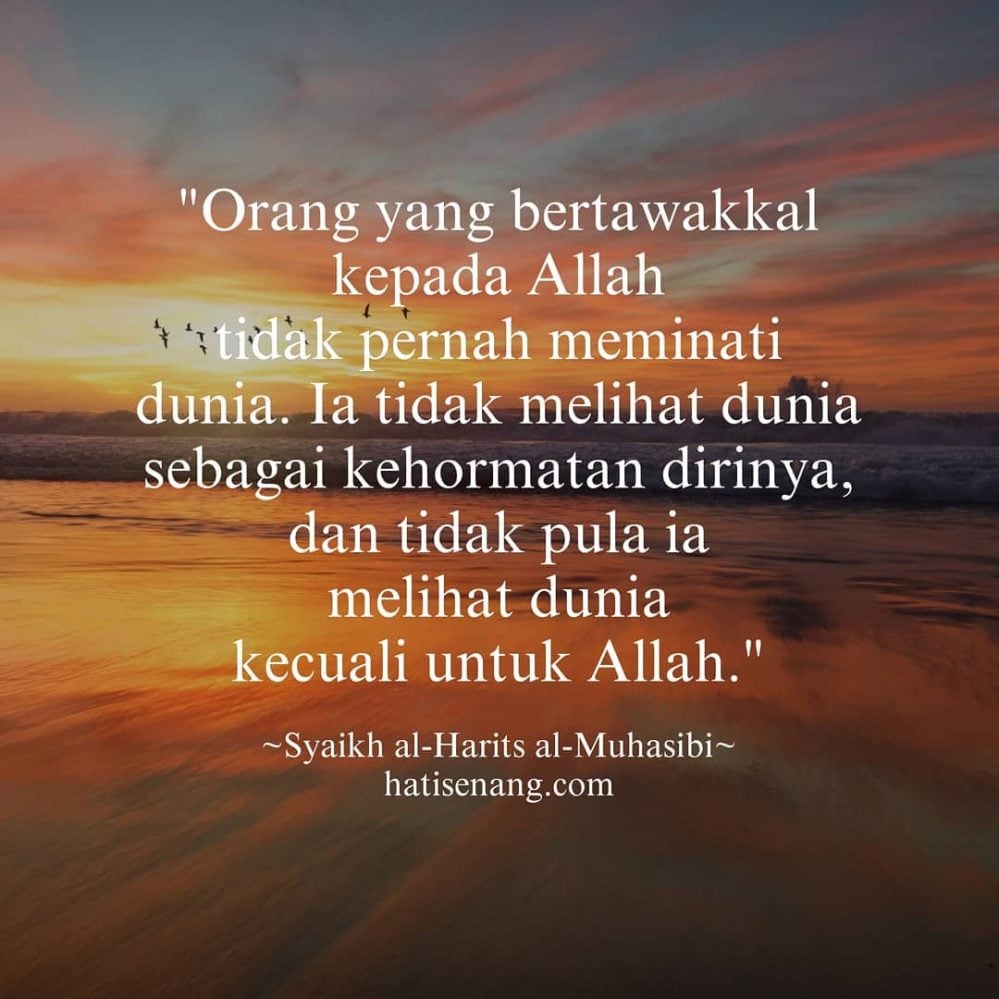 "Orang yang bertawakkal
kepada Allah
tidak pernah meminati
dunia. Ia tidak melihat dunia
sebagai kehormatan dirinya,
dan tidak pula ia
melihat dunia
kecuali untuk Allah."
~Syaikh al-Harits al-Muhasibi~
hatisenang.com